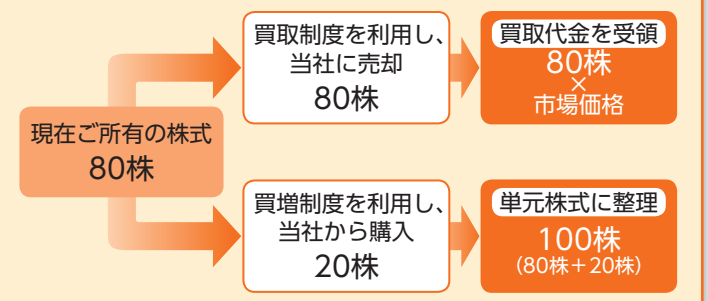 現在ご所有の株式
80株
買取制度を利用し、
当社に売却
80株
買取代金を受領
80株
×
市場価格
買増制度を利用し、
当社から購入
20株
単元株式に整理
100株
(80株＋20株)